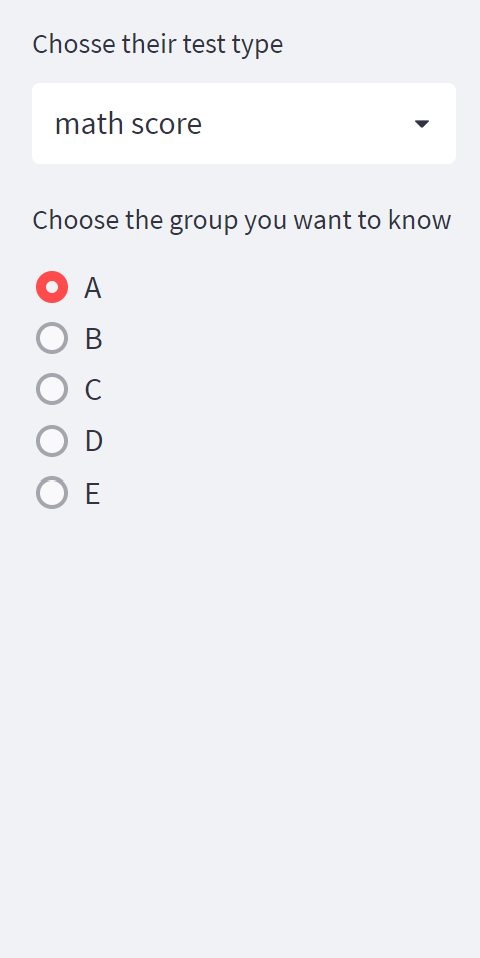 Chosse their test type
math score
Choose the group you want to know
A
B
C
D
E